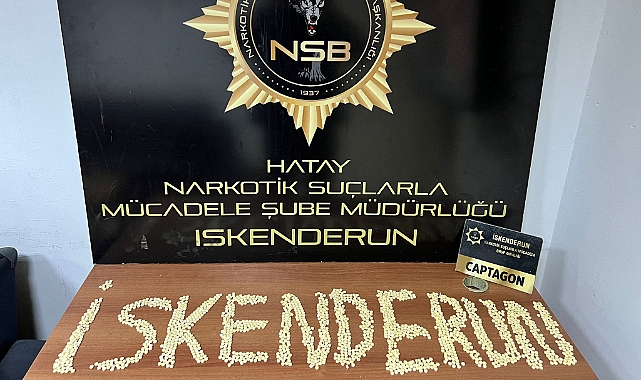 NSB
1937
HATAY
NARKOTİK SUÇLARLA
MÜCADELE ŞUBE MÜDÜRLÜĞÜ
ISKENDERUN
ISKENDERUN
CAPTAGON
İSKENDERUN